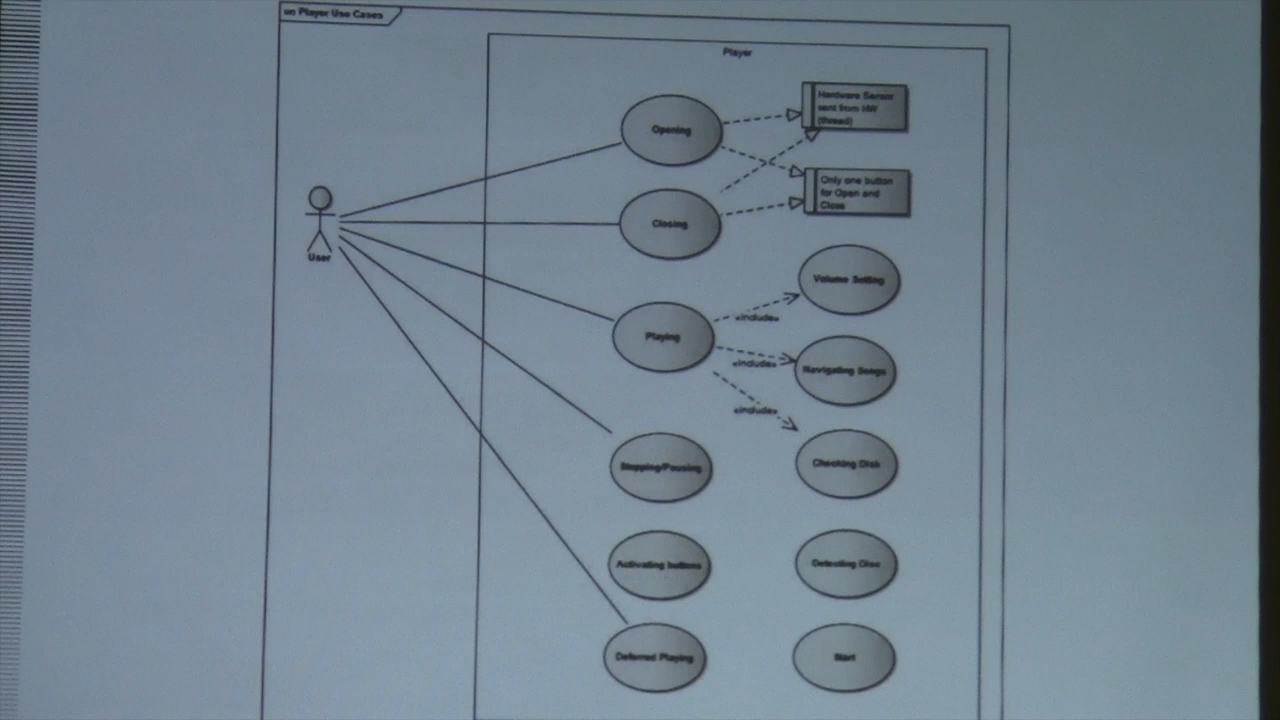 uc Player Use Cases
Player
Hardware Sensor
sent from HW
(thread)
Opening
Only one button
for Open and
Close
Closing
User
Volume Setting
«include»
Playing
«include»
Navigating Songs
«include»
Stopping/Pausing
Checking Disk
Activating buttons
Detecting Disc
Deferred Playing
Start